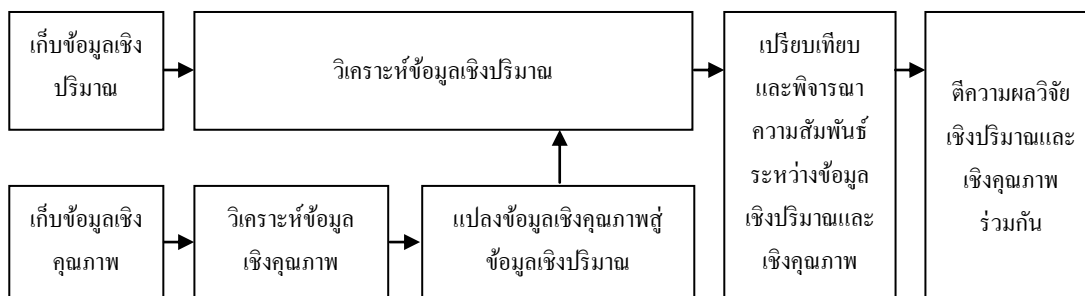 เก็บข้อมูลเชิง
ปริมาณ
วิเคราะห์ข้อมูลเชิงปริมาณ
เก็บข้อมูลเชิง
คุณภาพ
วิเคราะห์ข้อมูล
เชิงคุณภาพ
แปลงข้อมูลเชิงคุณภาพสู่
ข้อมูลเชิงปริมาณ
เปรียบเทียบ
และพิจารณา
ความสัมพันธ์
ระหว่างข้อมูล
เชิงปริมาณและ
เชิงคุณภาพ
ตีความผลวิจัย
เชิงปริมาณและ
เชิงคุณภาพ
ร่วมกัน